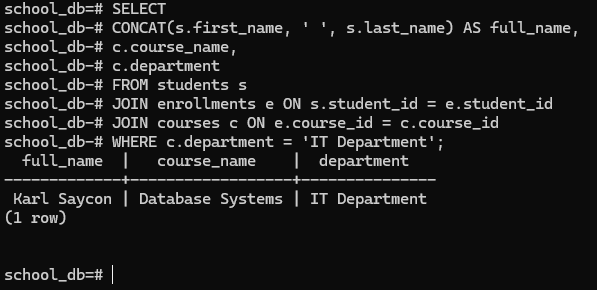 school_db=# SELECT
school_db-# CONCAT(s.first_name, ' ', s.last_name) AS full_name,
school_db-# c.course_name,
school_db-# c.department
school_db-# FROM students s
school_db-# JOIN enrollments e ON s.student_id = e.student_id
school_db-# JOIN courses c ON e.course_id = c.course_id
school_db-# WHERE c.department = 'IT Department';
  full_name  |   course_name    |  department
-------------+------------------+---------------
 Karl Saycon | Database Systems | IT Department
(1 row)
school_db=#